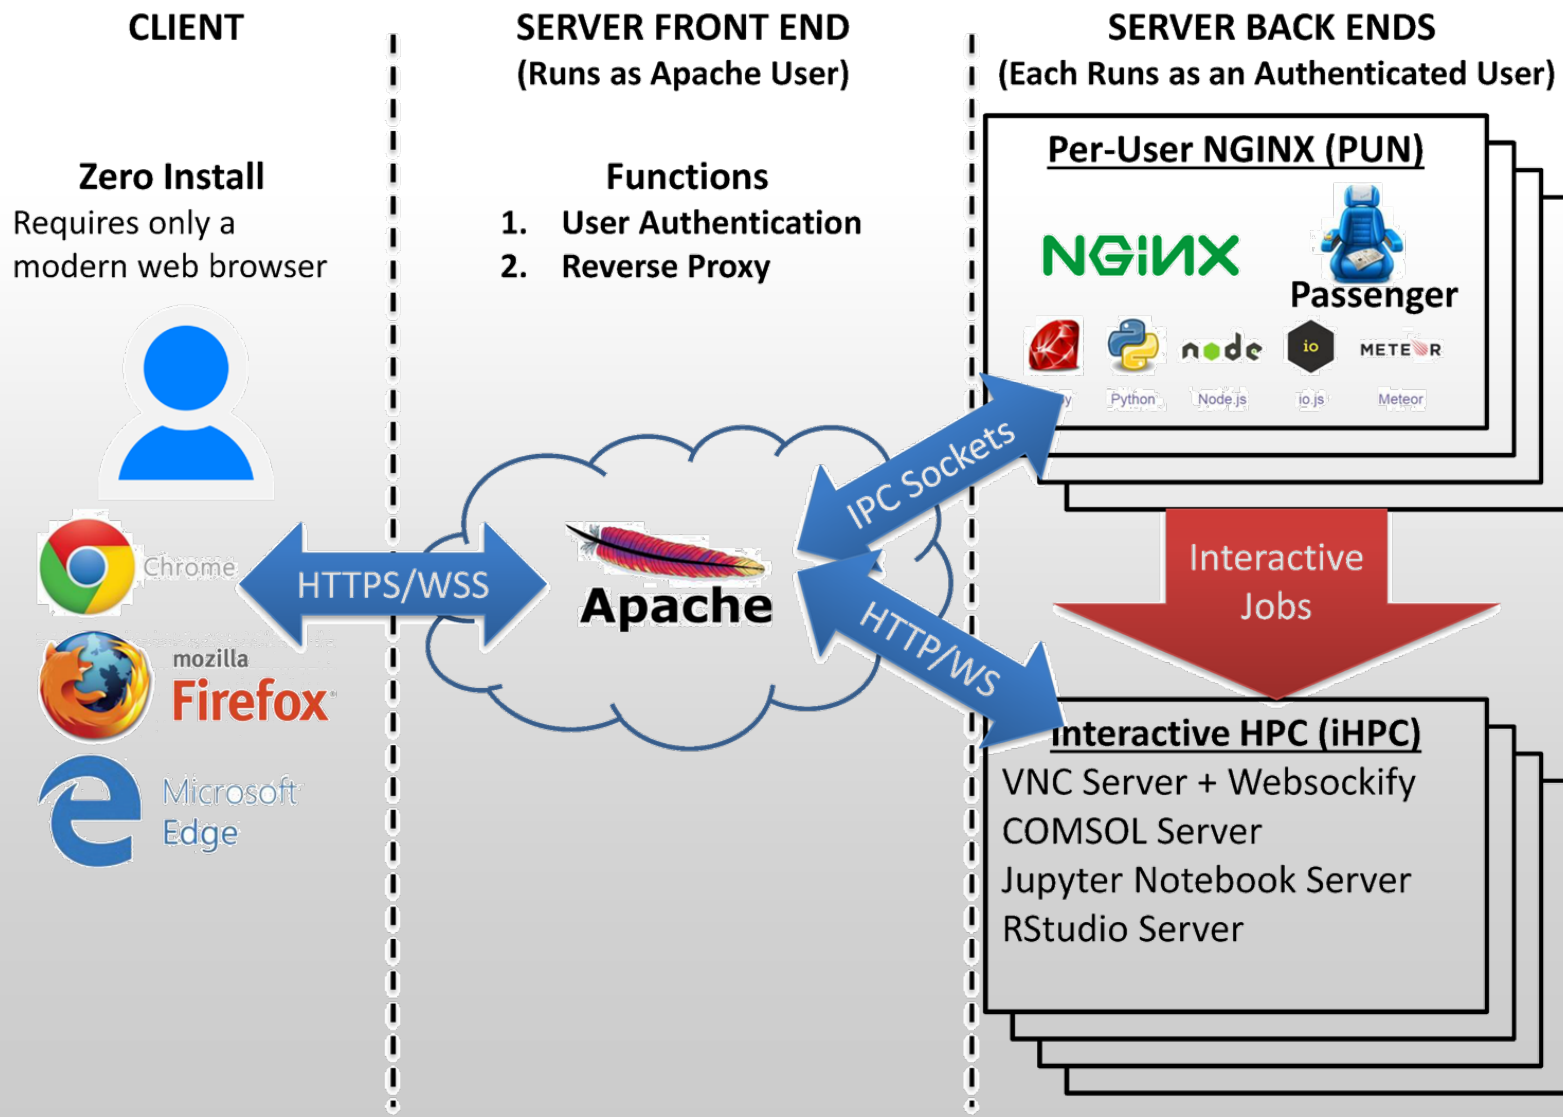 CLIENT
Zero Install
Requires only a
modern web browser
Chrome
mozilla
Firefox
Microsoft
Edge
HTTPS/WSS
SERVER FRONT END
(Runs as Apache User)
Functions
1. User Authentication
2. Reverse Proxy
Apache
IPC Sockets
HTTP/WS
SERVER BACK ENDS
(Each Runs as an Authenticated User)
Per-User NGINX (PUN)
NGINX
Passenger
node
io
METEOR
Python
Node.js
io.js
Meteor
Interactive
Jobs
Interactive HPC (iHPC)
VNC Server + Websockify
COMSOL Server
Jupyter Notebook Server
RStudio Server